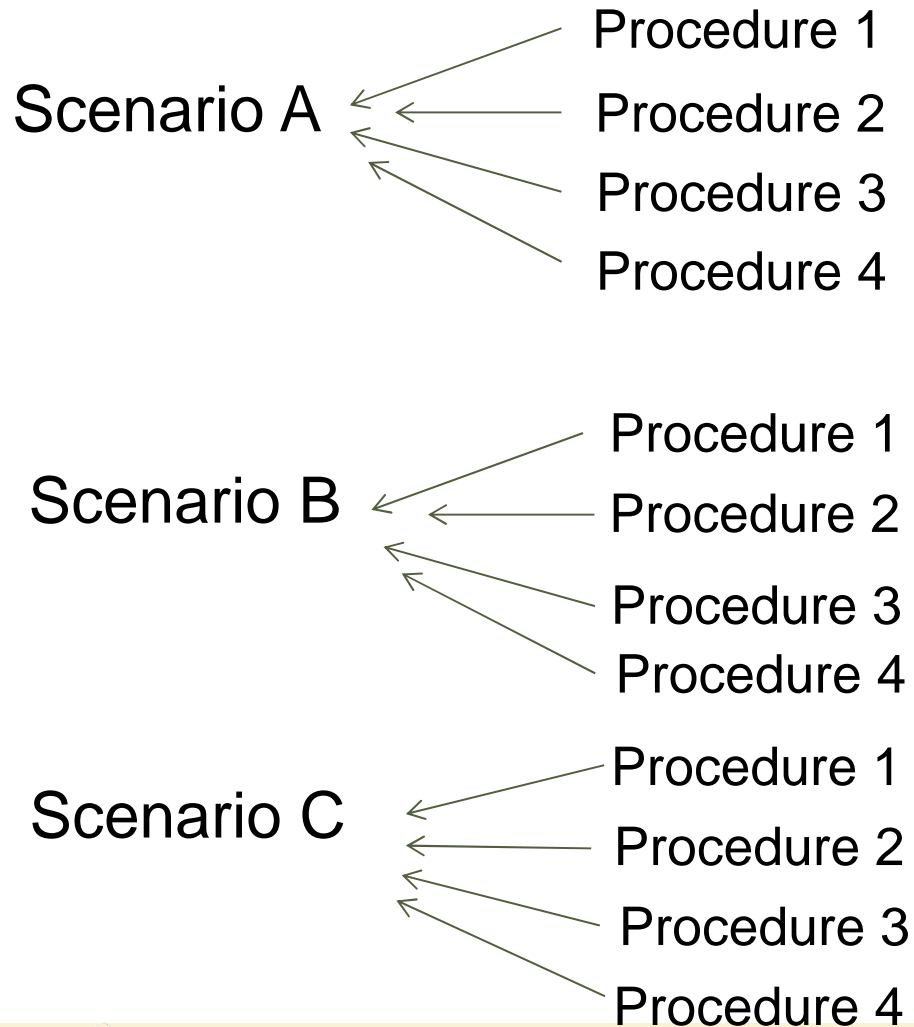 Procedure 1
Scenario A
Procedure 2
Procedure 3
Procedure 4
Procedure 1
Scenario B
Procedure 2
Procedure 3
Procedure 4
Procedure 1
Scenario C
Procedure 2
Procedure 3
Procedure 4